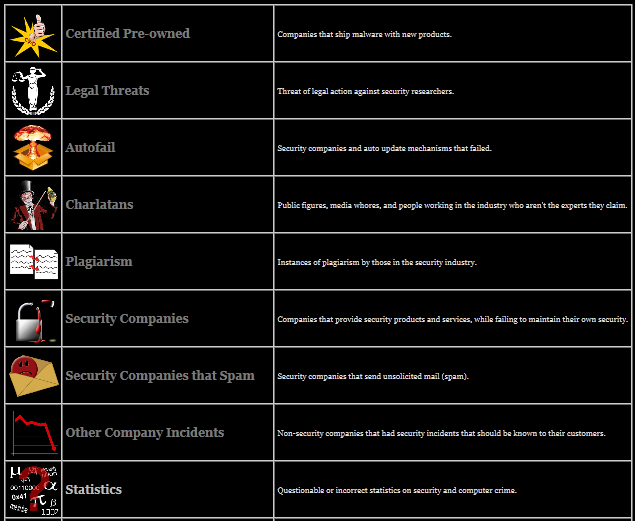 Certified Pre-owned
Companies that ship malware with new products.
Legal Threats
Threat of legal action against security researchers.
Autofail
Security companies and auto update mechanisms that failed.
Charlatans
Public figures, media whores, and people working in the industry who aren't the experts they claim.
Plagiarism
Instances of plagiarism by those in the security industry.
Security Companies
Companies that provide security products and services, while failing to maintain their own security.
Security Companies that Spam
Security companies that send unsolicited mail (spam).
Other Company Incidents
Non-security companies that had security incidents that should be known to their customers.
Statistics
Questionable or incorrect statistics on security and computer crime.